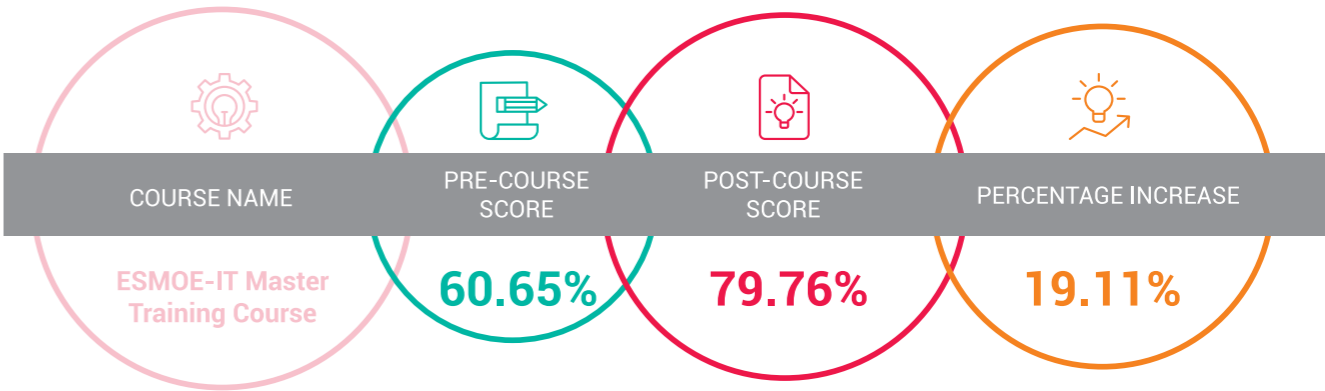 COURSE NAME
PRE-COURSE
SCORE
POST-COURSE
SCORE
PERCENTAGE INCREASE
ESMOE-IT Master
Training Course
60.65%
79.76%
19.11%